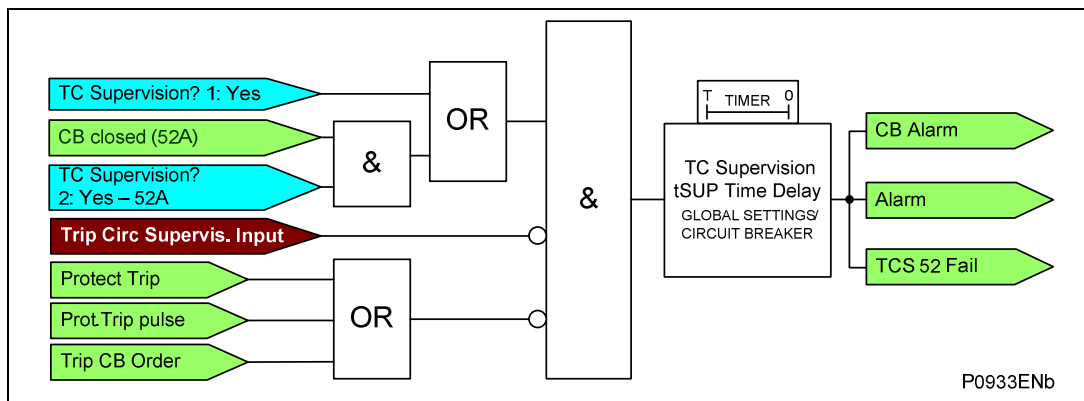 TC Supervision? 1: Yes
CB closed (52A)
TC Supervision?
2: Yes – 52A
Trip Circ Supervis. Input
Protect Trip
Prot.Trip pulse
Trip CB Order
&
OR
OR
&
T TIMER 0
TC Supervision
tSUP Time Delay
GLOBAL SETTINGS/
CIRCUIT BREAKER
CB Alarm
Alarm
TCS 52 Fail
P0933ENb